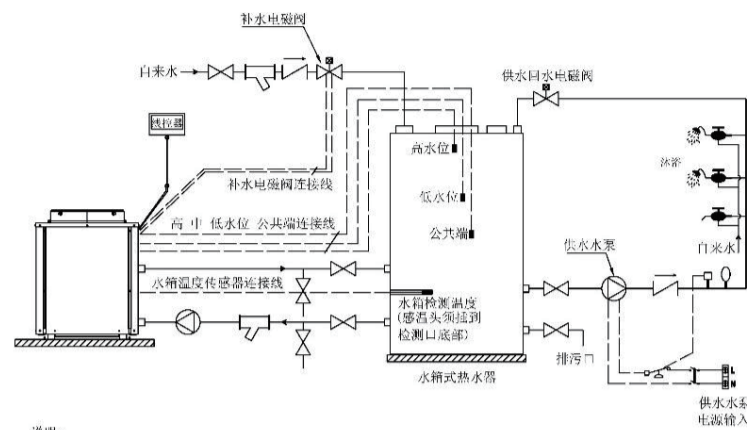 补水电磁阀
自来水
供水回水电磁阀
线控器
高水位
沐浴
补水电磁阀连接线
低水位
高 中 低水位 公共端连接线
公共端
供水水泵
自来水
水箱温度传感器连接线
水箱检测温度
(感温头须插到
检测口底部)
排污口
水箱式热水器
L
N
供水水泵
电源输入